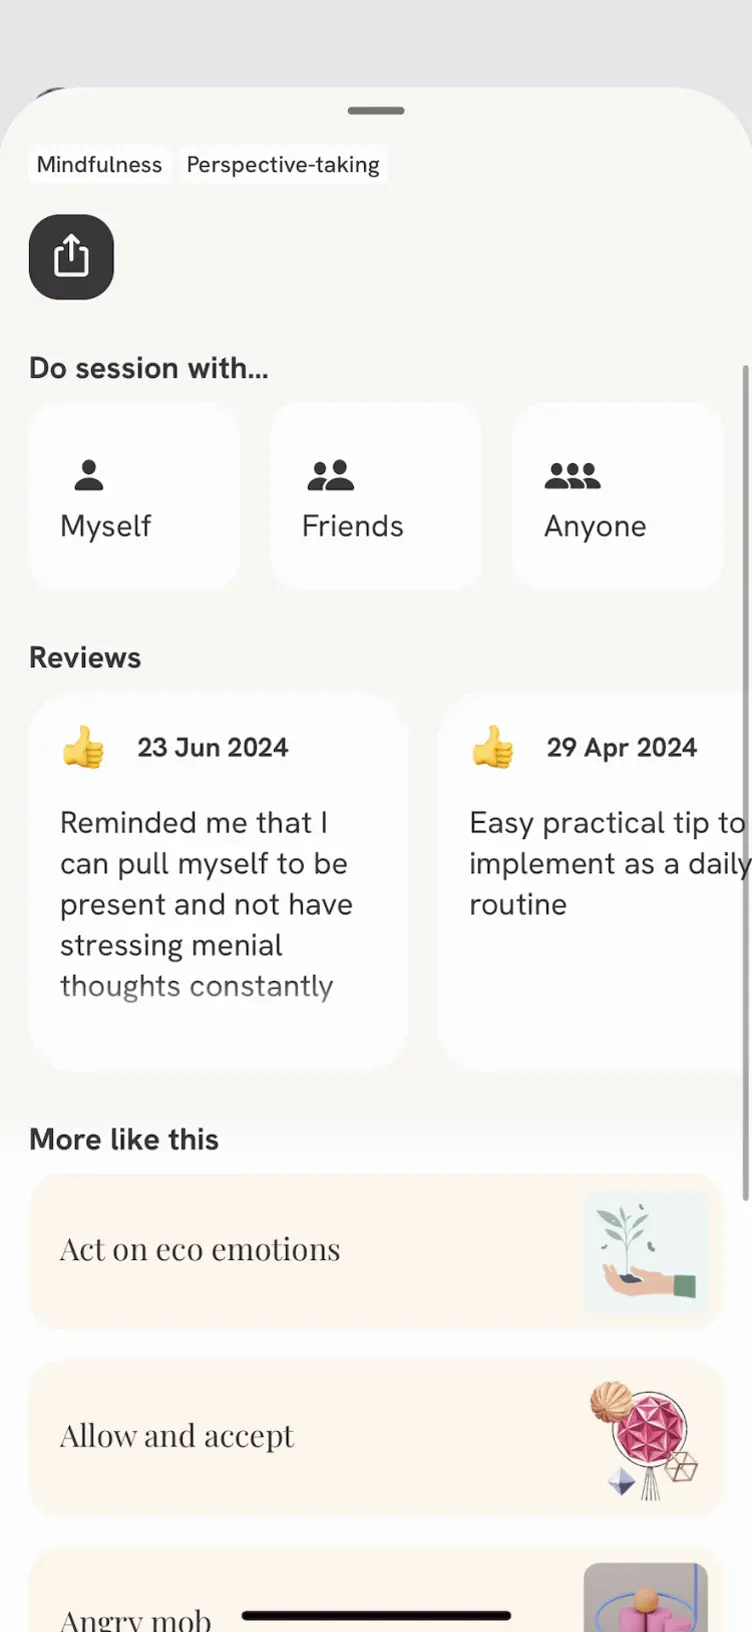 Mindfulness Perspective-taking
Do session with...
Myself Friends Anyone
Reviews
23 Jun 2024
Reminded me that I
can pull myself to be
present and not have
stressing menial
thoughts constantly
29 Apr 2024
Easy practical tip to
implement as a daily
routine
More like this
Act on eco emotions
Allow and accept
Angry mob